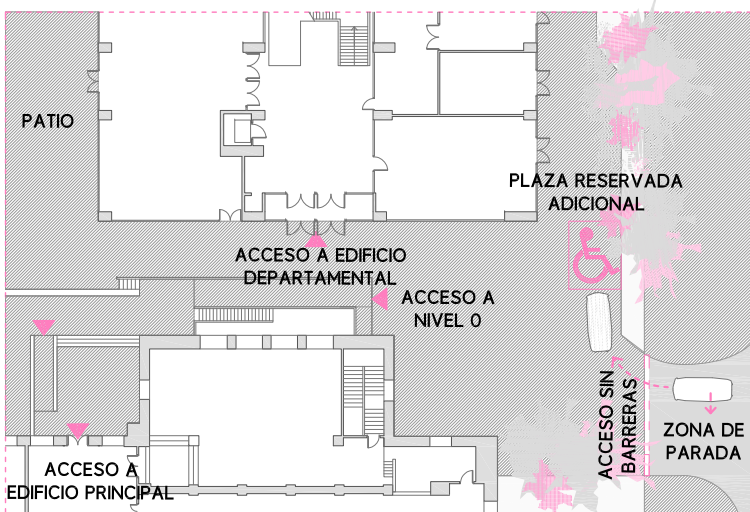 PATIO
PLAZA RESERVADA
ADICIONAL
ACCESO A EDIFICIO
DEPARTAMENTAL
ACCESO A
NIVEL 0
ACCESO SIN
BARRERAS
ZONA DE
PARADA
ACCESO A
EDIFICIO PRINCIPAL